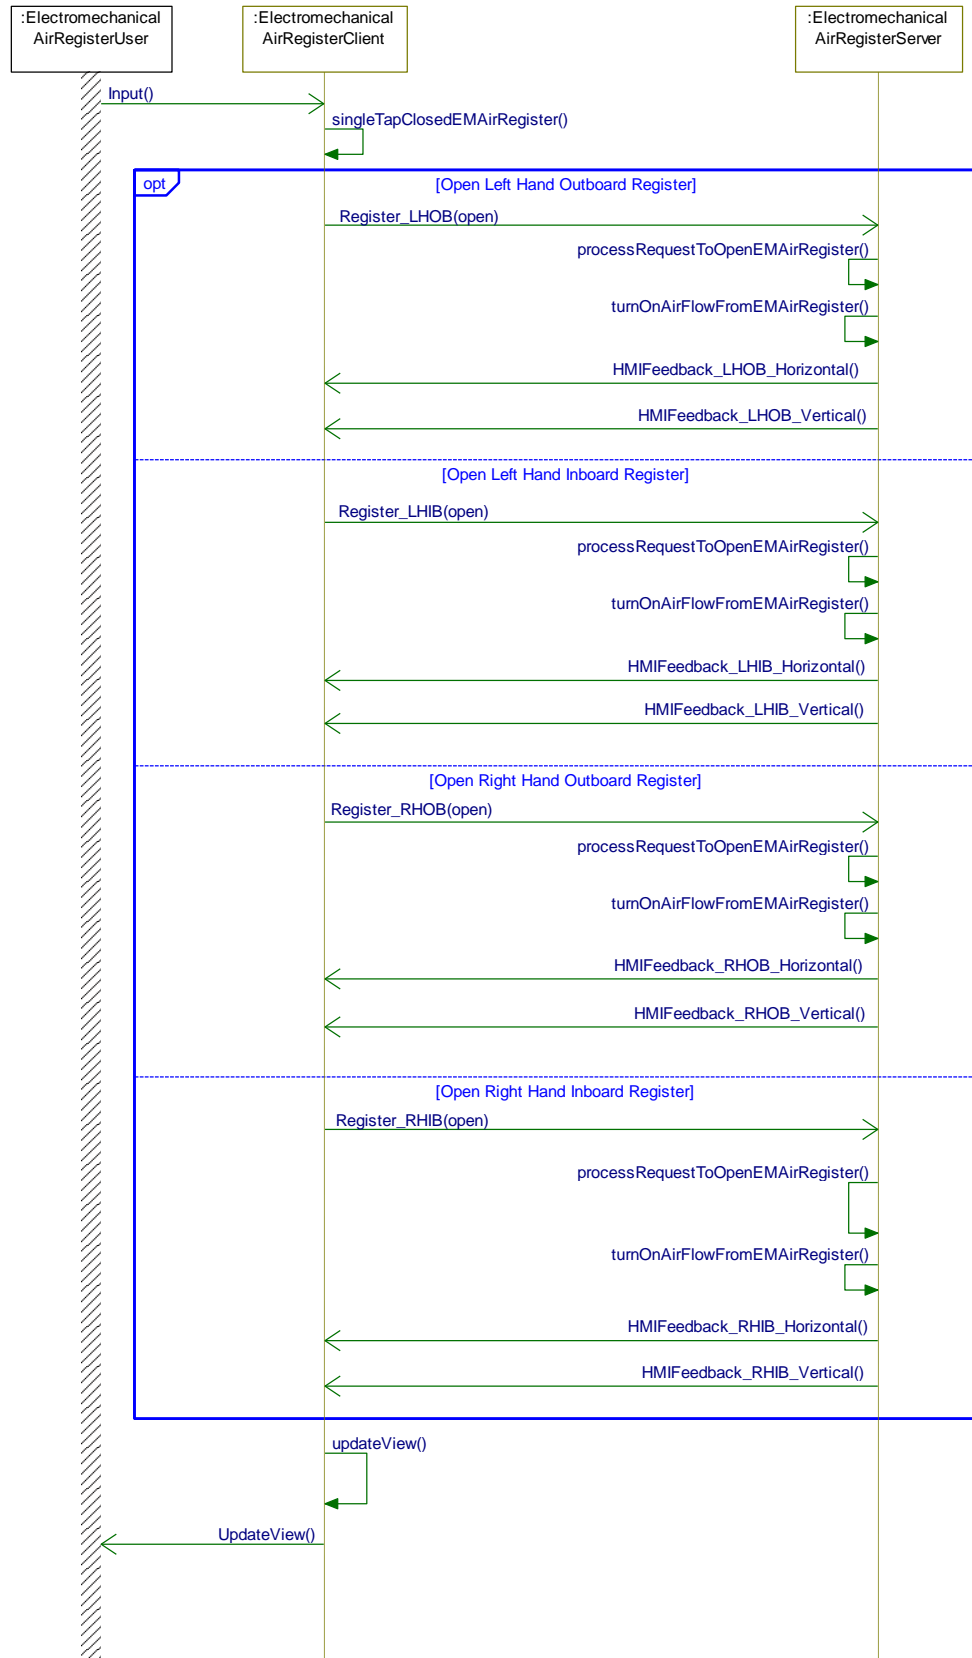 :Electromechanical
AirRegisterUser
:Electromechanical
AirRegisterClient
:Electromechanical
AirRegisterServer
Input()
singleTapClosedEMAirRegister()
opt
[Open Left Hand Outboard Register]
Register_LHOB(open)
processRequestToOpenEMAirRegister()
turnOnAirFlowFromEMAirRegister()
HMIFeedback_LHOB_Horizontal()
HMIFeedback_LHOB_Vertical()
[Open Left Hand Inboard Register]
Register_LHIB(open)
processRequestToOpenEMAirRegister()
turnOnAirFlowFromEMAirRegister()
HMIFeedback_LHIB_Horizontal()
HMIFeedback_LHIB_Vertical()
[Open Right Hand Outboard Register]
Register_RHOB(open)
processRequestToOpenEMAirRegister()
turnOnAirFlowFromEMAirRegister()
HMIFeedback_RHOB_Horizontal()
HMIFeedback_RHOB_Vertical()
[Open Right Hand Inboard Register]
Register_RHIB(open)
processRequestToOpenEMAirRegister()
turnOnAirFlowFromEMAirRegister()
HMIFeedback_RHIB_Horizontal()
HMIFeedback_RHIB_Vertical()
updateView()
UpdateView()